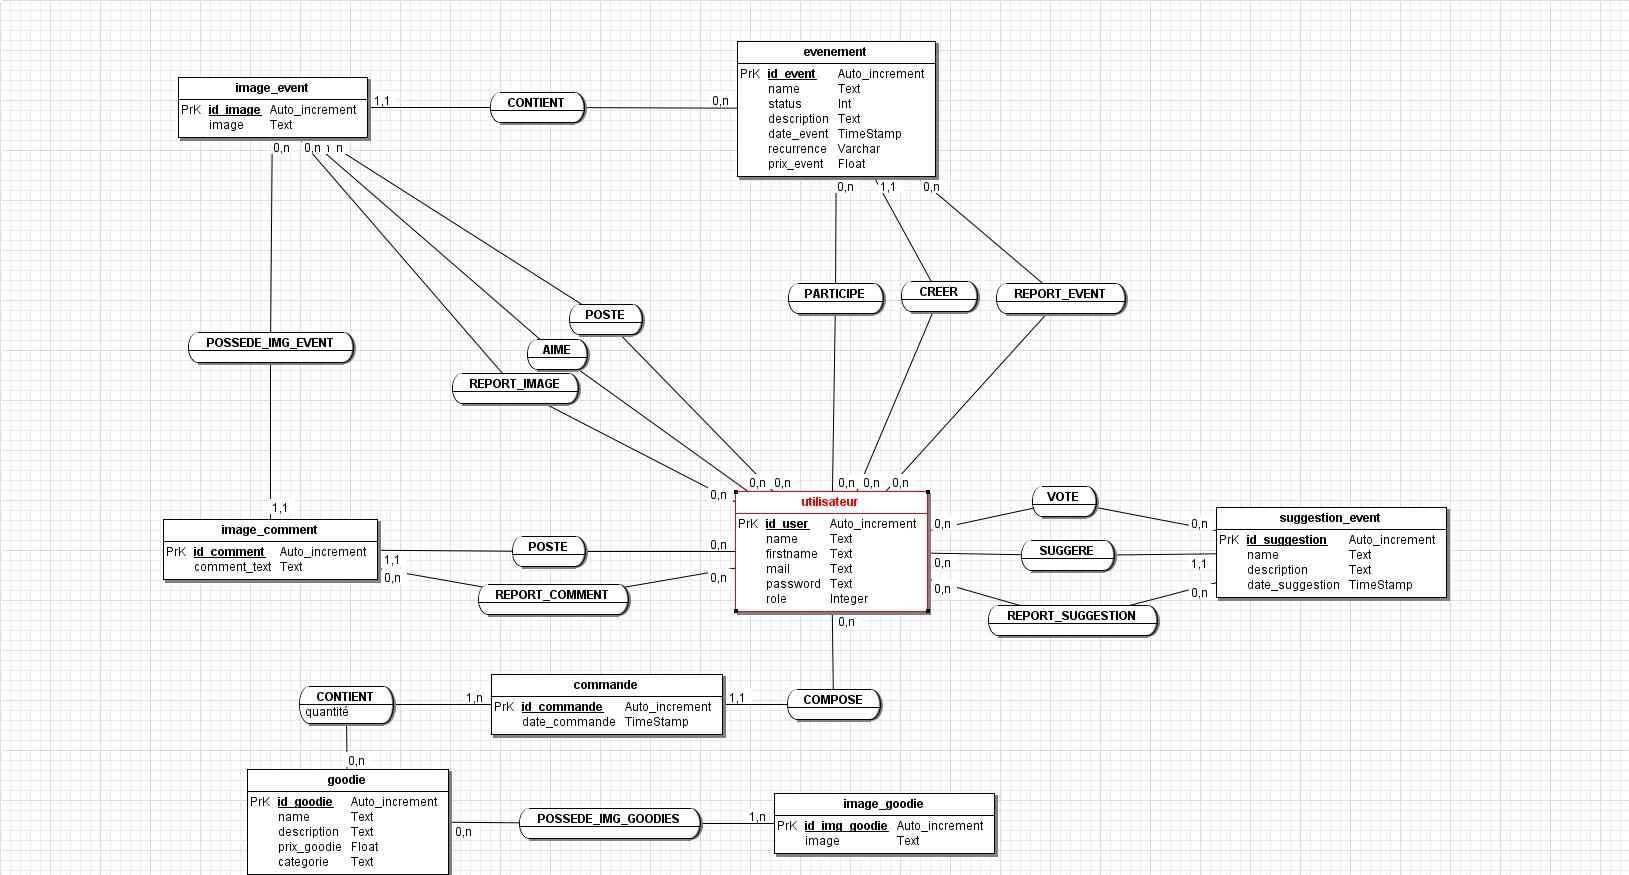 evenement
PrK id_event Auto_increment
name Text
status Int
description Text
date_event TimeStamp
recurrence Varchar
prix_event Float
image_event
PrK id_image Auto_increment
image Text
1,1
CONTIENT
0,n
0,n
0,n
n
0,n
1,1
0,n
PARTICIPE
CREER
REPORT_EVENT
POSTE
POSSEDE_IMG_EVENT
AIME
REPORT_IMAGE
0,n
0,n
0,n
0,n
0,n
0,n
1,1
utilisateur
PrK id_user Auto_increment
name Text
firstname Text
mail Text
password Text
role Integer
image_comment
PrK id_comment Auto_increment
comment_text Text
1,1
POSTE
0,n
0,n
REPORT_COMMENT
0,n
0,n
VOTE
0,n
0,n
SUGGERE
1,1
0,n
REPORT_SUGGESTION
0,n
suggestion_event
PrK id_suggestion Auto_increment
name Text
description Text
date_suggestion TimeStamp
0,n
COMPOSE
1,1
commande
PrK id_commande Auto_increment
date_commande TimeStamp
1,n
CONTIENT
quantité
0,n
goodie
PrK id_goodie Auto_increment
name Text
description Text
prix_goodie Float
categorie Text
0,n
POSSEDE_IMG_GOODIES
1,n
image_goodie
PrK id_img_goodie Auto_increment
image Text